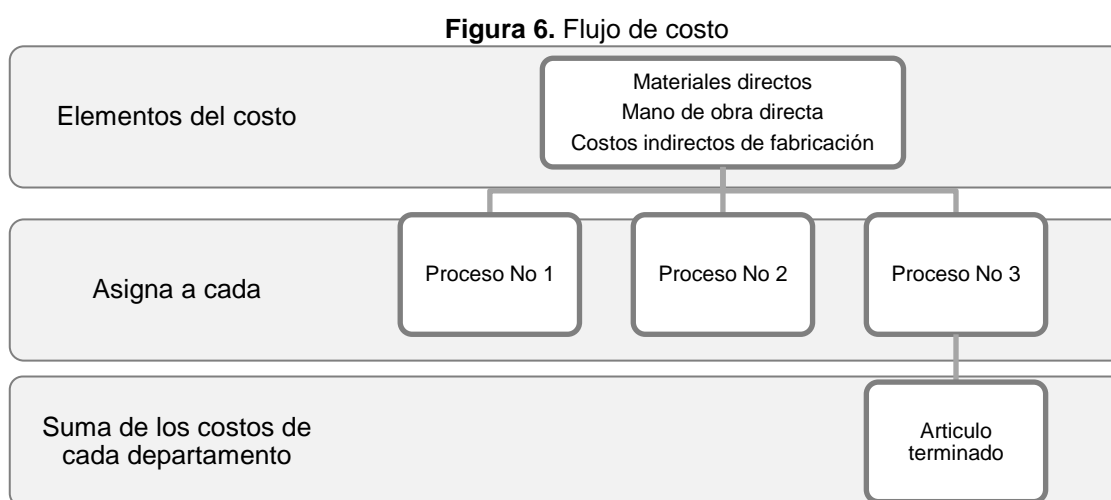 Figura 6. Flujo de costo
Elementos del costo
Materiales directos
Mano de obra directa
Costos indirectos de fabricación
Asigna a cada
Proceso No 1
Proceso No 2
Proceso No 3
Suma de los costos de
cada departamento
Articulo
terminado